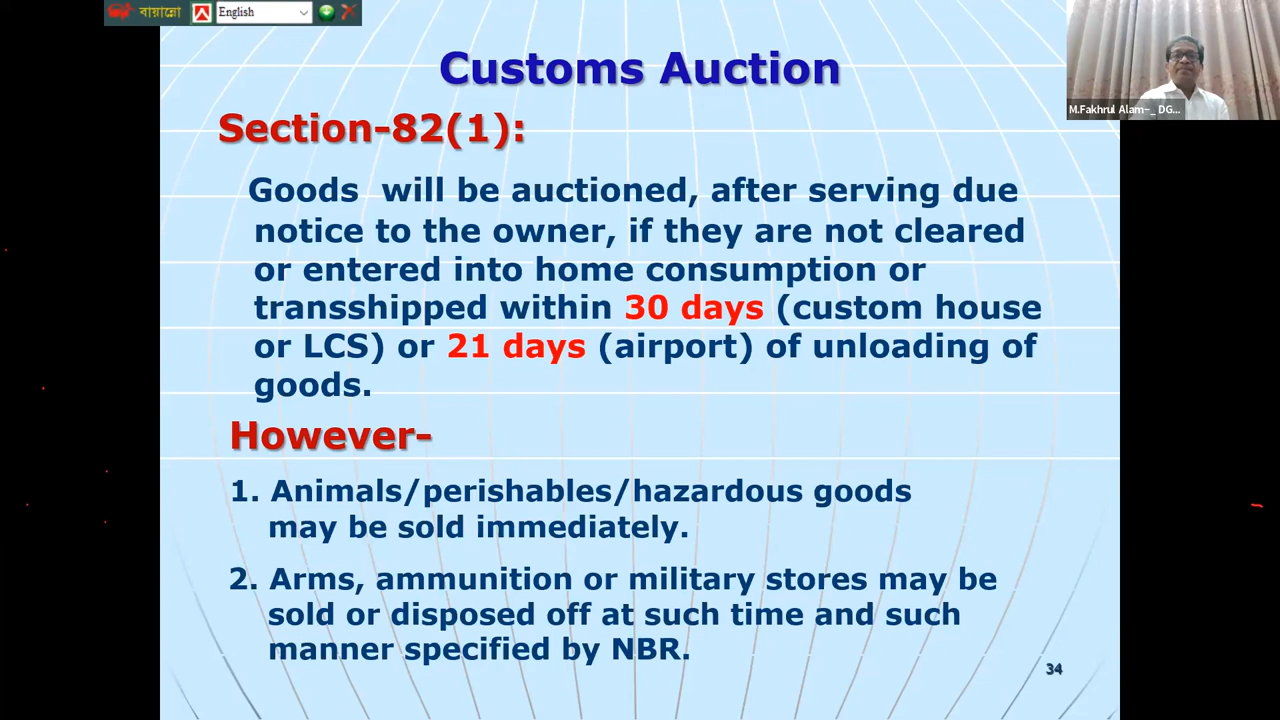 বায়ান্নো English
M.Fakhrul Alam~_ DG...
Customs Auction
Section-82(1):
Goods will be auctioned, after serving due
notice to the owner, if they are not cleared
or entered into home consumption or
transshipped within 30 days (custom house
or LCS) or 21 days (airport) of unloading of
goods.
However-
1. Animals/perishables/hazardous goods
may be sold immediately.
2. Arms, ammunition or military stores may be
sold or disposed off at such time and such
manner specified by NBR.
34